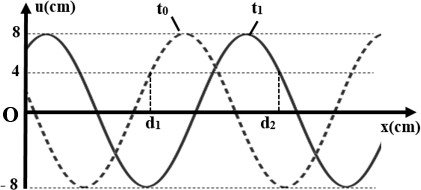 u(cm)
t₀ t₁
8
4
O
d₁ d₂ x(cm)
- 8